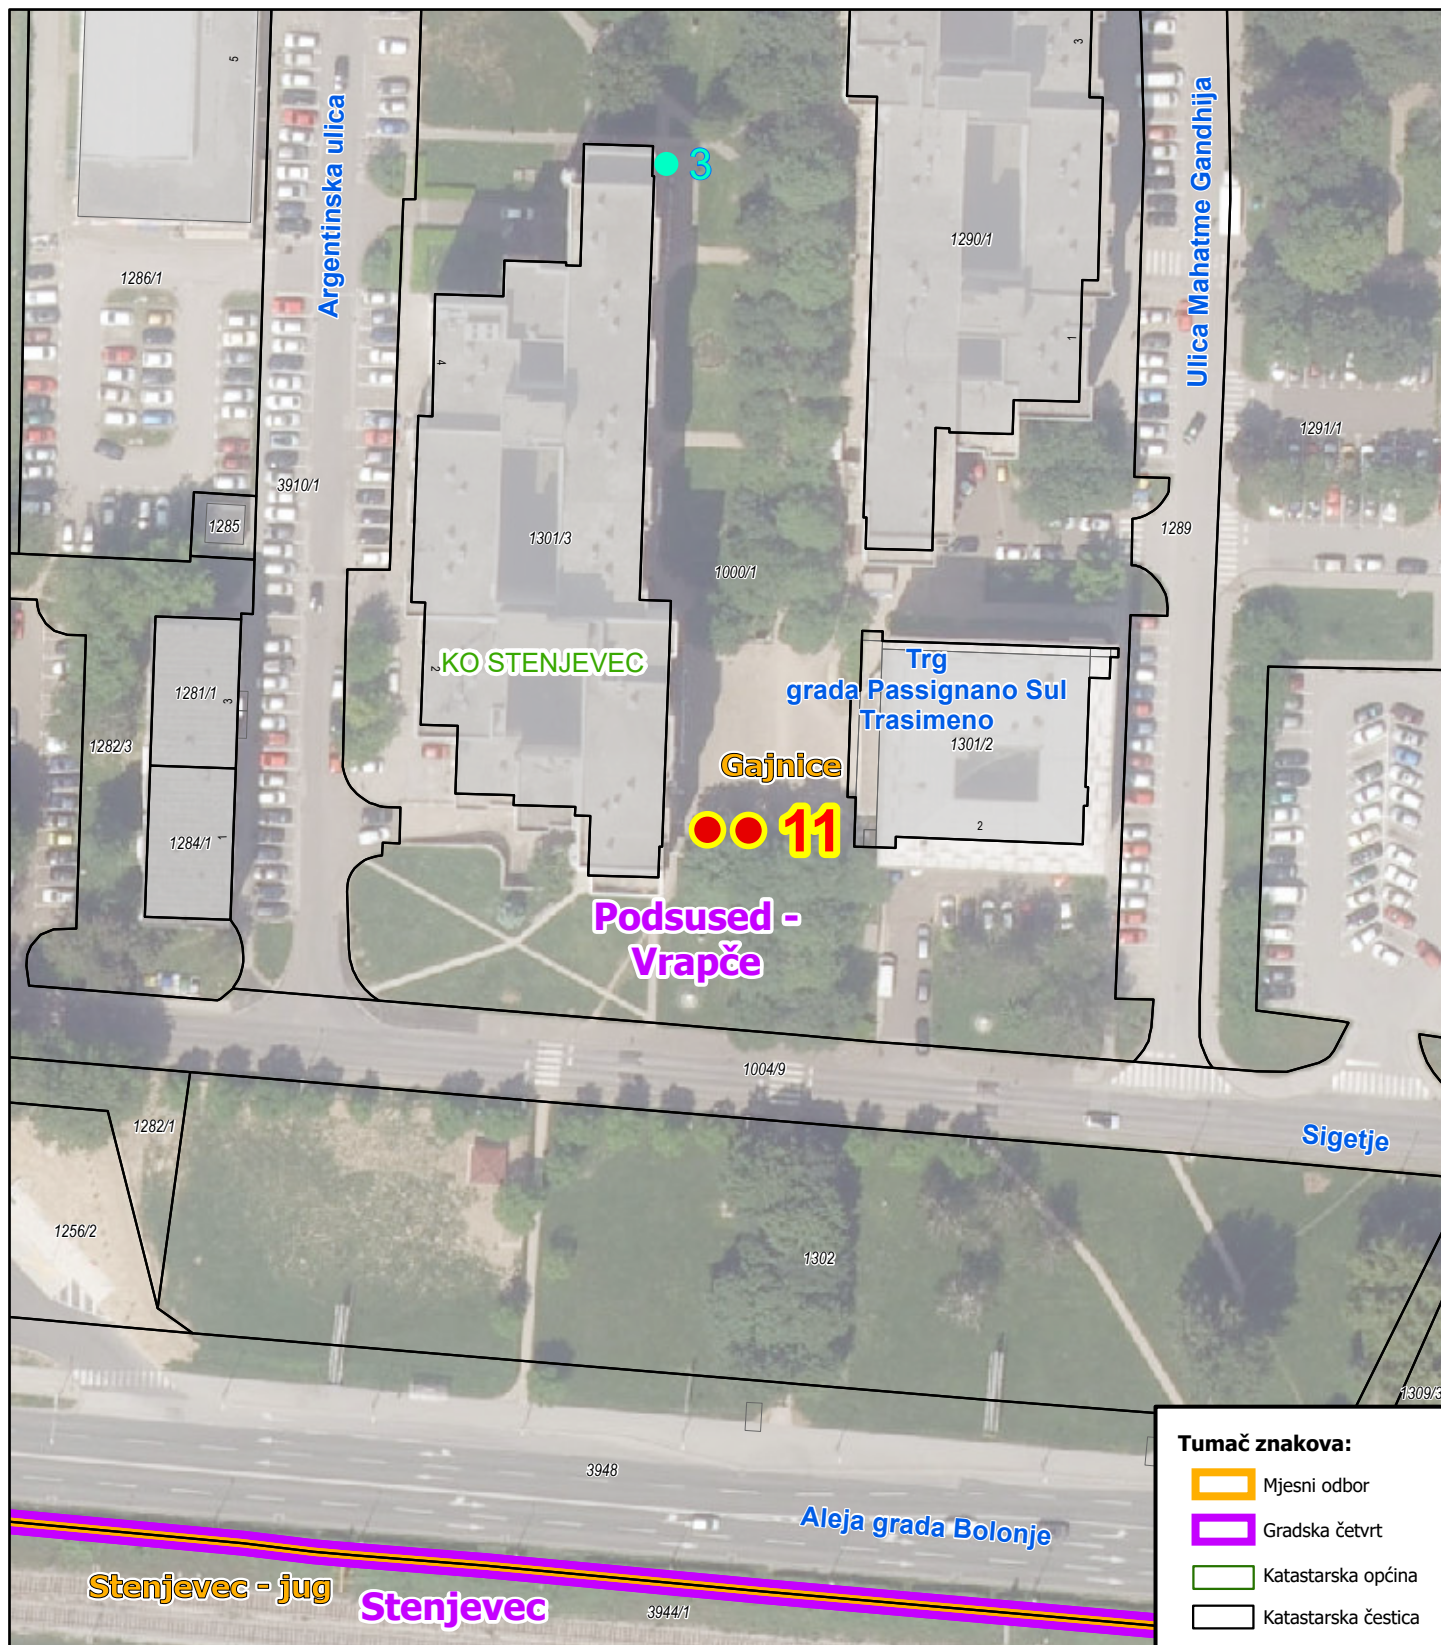 5
3
Argentinska ulica
Ulica Mahatme Gandhija
3
1290/1
1286/1
1
4
1291/1
3910/1
1285
1289
1301/3
1000/1
KO STENJEVEC
2
Trg
grada Passignano Sul
Trasimeno
1281/1
3
1282/3
1301/2
Gajnice
11
2
1284/1
1
Podsused -
Vrapče
1004/9
1282/1
Sigetje
1256/2
1302
1309/3
3948
Aleja grada Bolonje
Stenjevec - jug
Stenjevec
3944/1
Tumač znakova:
Mjesni odbor
Gradska četvrt
Katastarska općina
Katastarska čestica